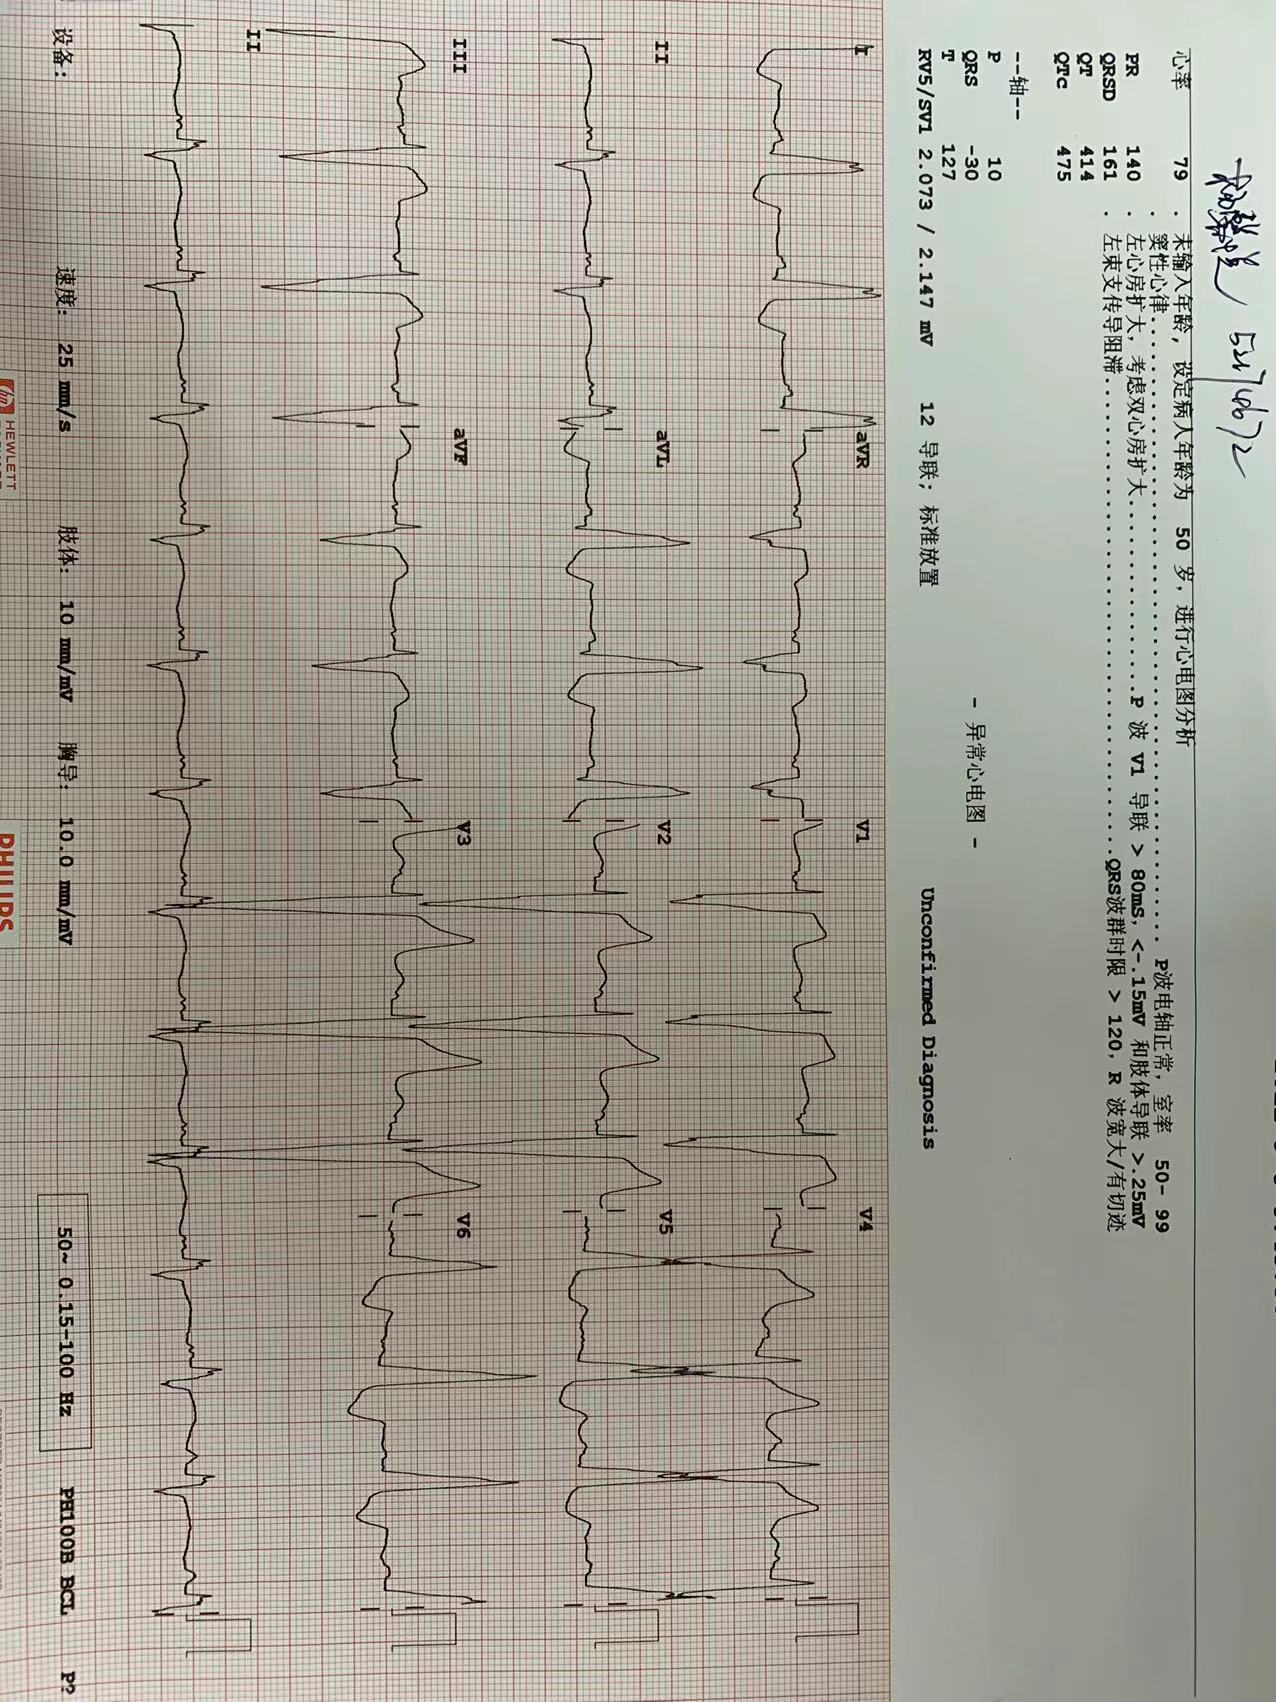 52174672
心率 79 . 未输入年龄, 设定病人年龄为 50 岁, 进行心电图分析
. 窦性心律........................................ P波电轴正常, 室率 50- 99
PR 140 . 左心房扩大, 考虑双心房扩大....................P 波 V1 导联 > 80mS, <-.15mV 和肢体导联 >.25mV
QRSD 161 . 左束支传导阻滞........................................QRS波群时限 > 120, R 波宽大/有切迹
QT 414
QTc 475
--轴--
P 10
QRS -30
T 127
- 异常心电图 -
RV5/SV1 2.073 / 2.147 mV 12 导联; 标准放置 Unconfirmed Diagnosis
I aVR V1 V4
II aVL V2 V5
III aVF V3 V6
II
设备: 速度: 25 mm/s 肢体: 10 mm/mV 胸导: 10.0 mm/mV 50~ 0.15-100 Hz PH100B BCL P?
hp HEWLETT
PHILIPS